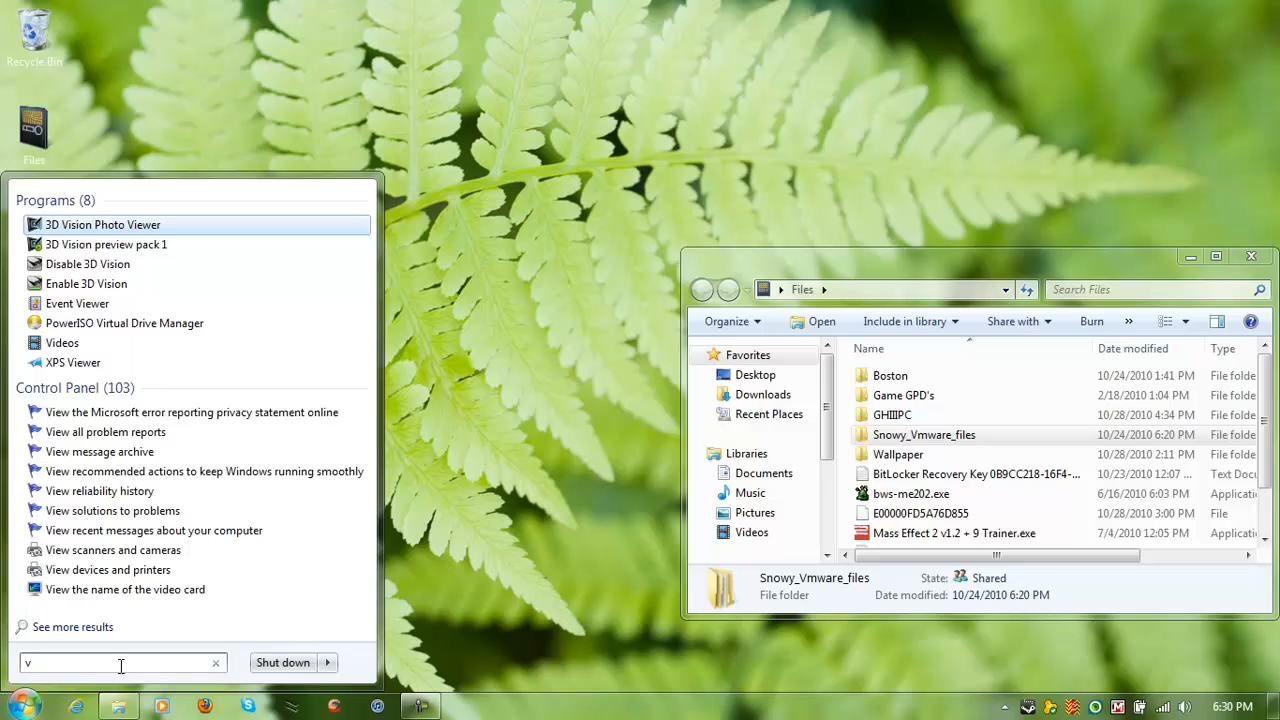 Recycle Bin
Files
Programs (8)
3D Vision Photo Viewer
3D Vision preview pack 1
Disable 3D Vision
Enable 3D Vision
Event Viewer
PowerISO Virtual Drive Manager
Videos
XPS Viewer
Control Panel (103)
View the Microsoft error reporting privacy statement online
View all problem reports
View message archive
View recommended actions to keep Windows running smoothly
View reliability history
View solutions to problems
View recent messages about your computer
View scanners and cameras
View devices and printers
View the name of the video card
See more results
v
Shut down
Files
Search Files
Organize Open Include in library Share with Burn »
Favorites
Desktop
Downloads
Recent Places
Libraries
Documents
Music
Pictures
Videos
Name Date modified Type
Boston 10/24/2010 1:41 PM File folde
Game GPD's 2/18/2010 1:04 PM File folde
GHIIIPC 10/28/2010 4:34 PM File folde
Snowy_Vmware_files 10/24/2010 6:20 PM File folde
Wallpaper 10/28/2010 2:11 PM File folde
BitLocker Recovery Key 0B9CC218-16F4-... 10/23/2010 12:07 ... Text Docu
bws-me202.exe 6/16/2010 6:03 PM Applicati
E00000FD5A76D855 10/28/2010 3:00 PM File
Mass Effect 2 v1.2 + 9 Trainer.exe 7/4/2010 12:05 PM Applicati
Snowy_Vmware_files State: Shared
File folder Date modified: 10/24/2010 6:20 PM
6:30 PM